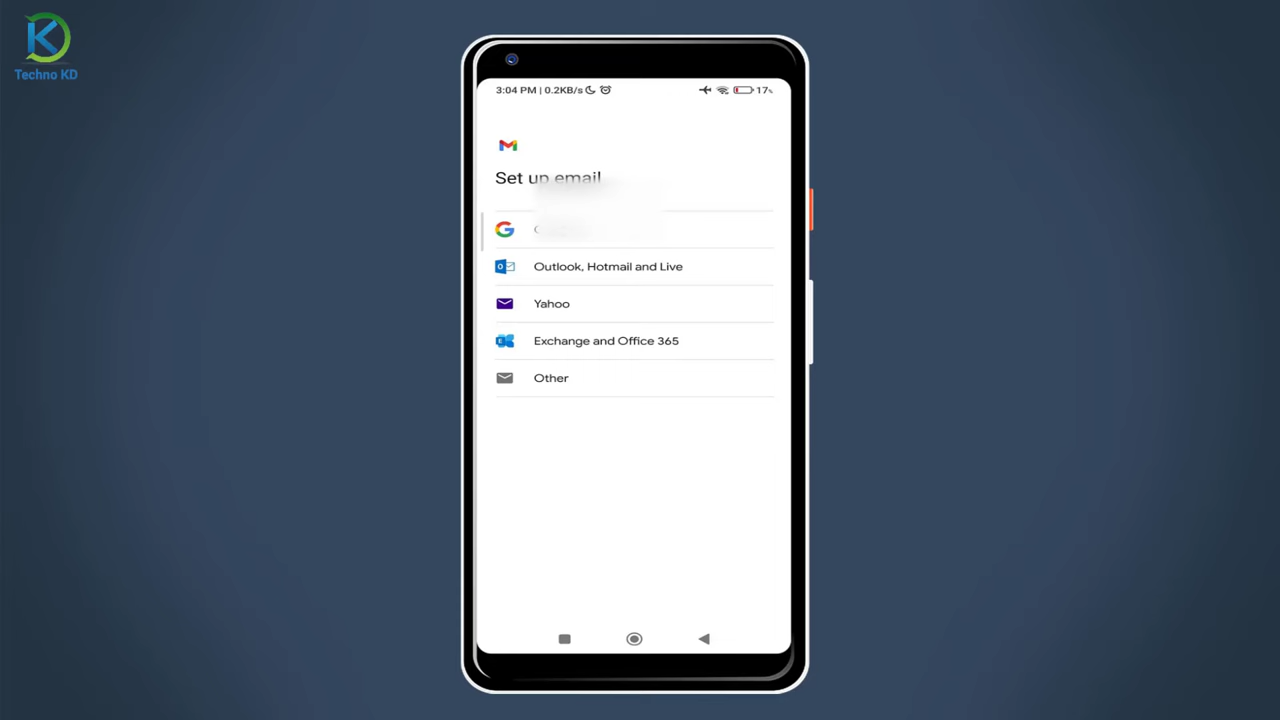 Techno KD
3:04 PM | 0.2KB/s
17%
Set up email
Outlook, Hotmail and Live
Yahoo
Exchange and Office 365
Other